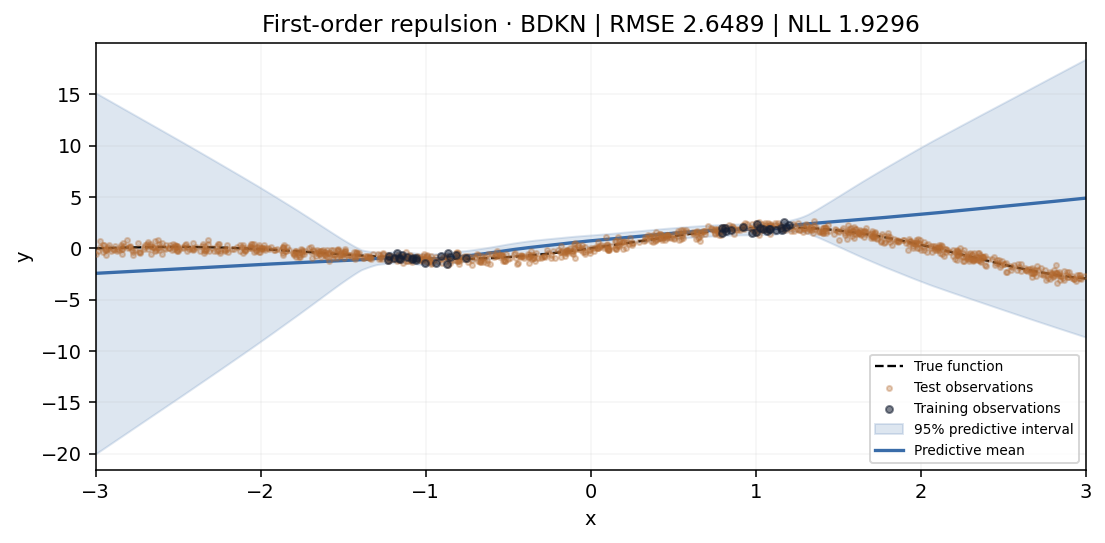 First-order repulsion · BDKN | RMSE 2.6489 | NLL 1.9296
y
15
10
5
0
−5
−10
−15
−20
−3
−2
−1
0
1
2
3
x
True function
Test observations
Training observations
95% predictive interval
Predictive mean